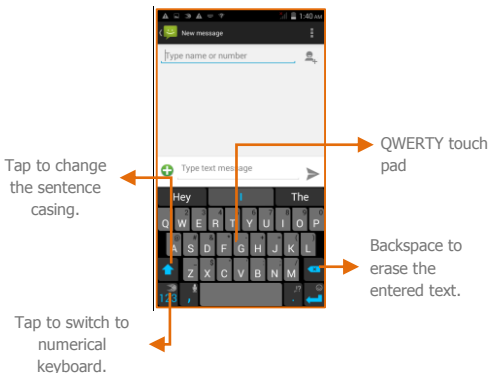 1:40 AM
New message
Type name or number
Type text message
Hey I The
Q W E R T Y U I O P
A S D F G H J K L
Z X C V B N M
123 , . ,!?
QWERTY touch
pad
Tap to change
the sentence
casing.
Backspace to
erase the
entered text.
Tap to switch to
numerical
keyboard.